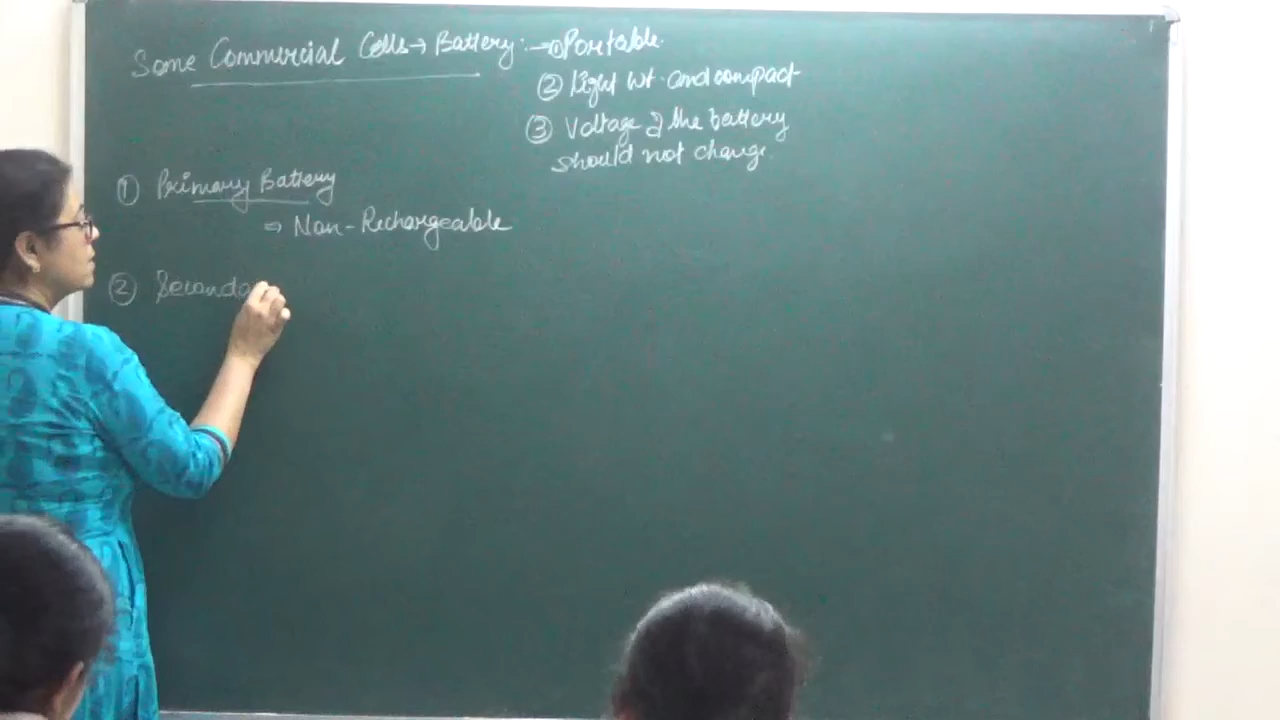 Some Commercial Cells → Battery :- → ① Portable.
② Light wt. and compact
③ Voltage of the battery
should not change.
① Primary Battery
⇒ Non-Rechargeable
② Seconda